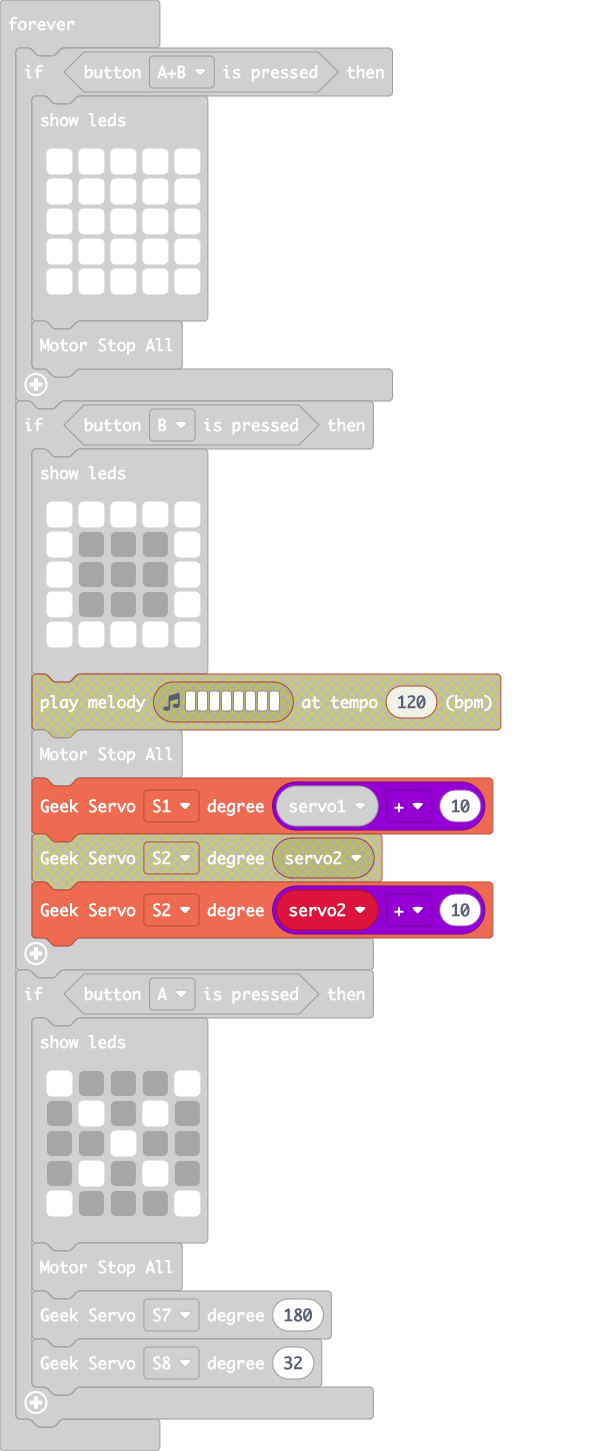 forever
if button A+B is pressed then
show leds
Motor Stop All
if button B is pressed then
show leds
play melody at tempo 120 (bpm)
Motor Stop All
Geek Servo S1 degree servo1 + 10
Geek Servo S2 degree servo2
Geek Servo S2 degree servo2 + 10
if button A is pressed then
show leds
Motor Stop All
Geek Servo S7 degree 180
Geek Servo S8 degree 32